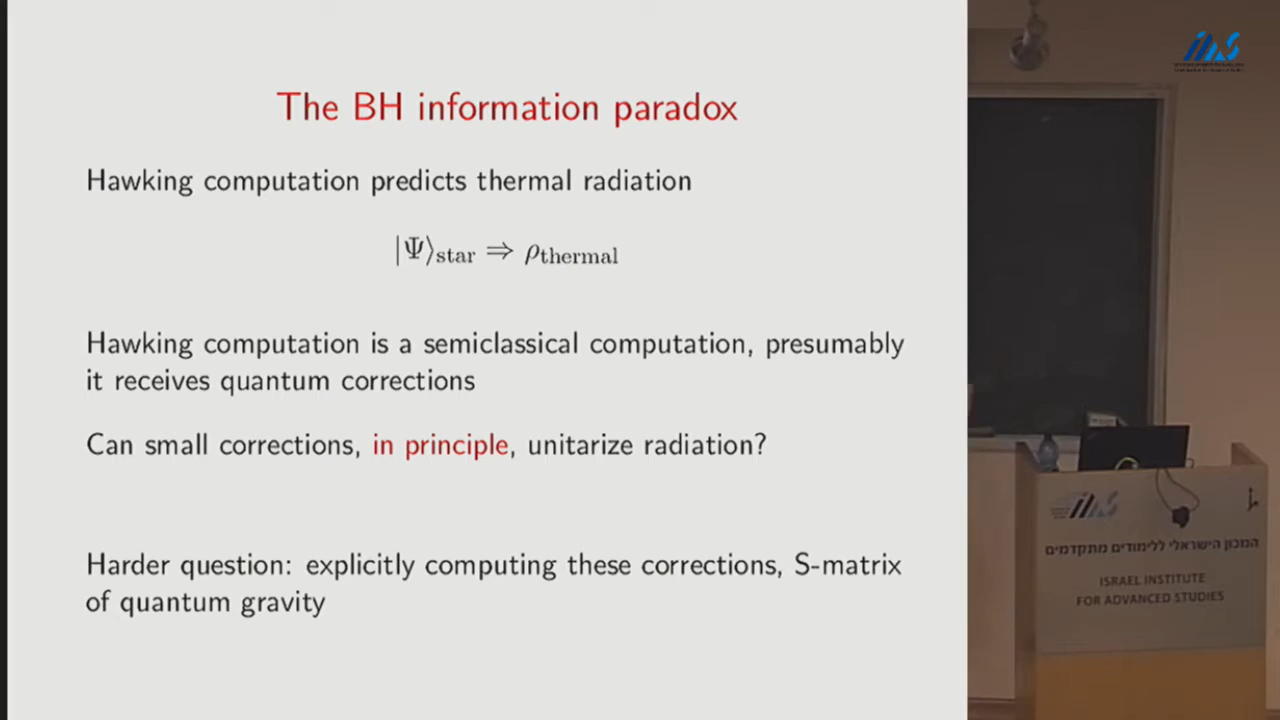 The BH information paradox
Hawking computation predicts thermal radiation
|Ψ⟩star ⇒ ρthermal
Hawking computation is a semiclassical computation, presumably
it receives quantum corrections
Can small corrections, in principle, unitarize radiation?
Harder question: explicitly computing these corrections, S-matrix
of quantum gravity
המכון הישראלי ללימודים מתקדמים
ISRAEL INSTITUTE
FOR ADVANCED STUDIES